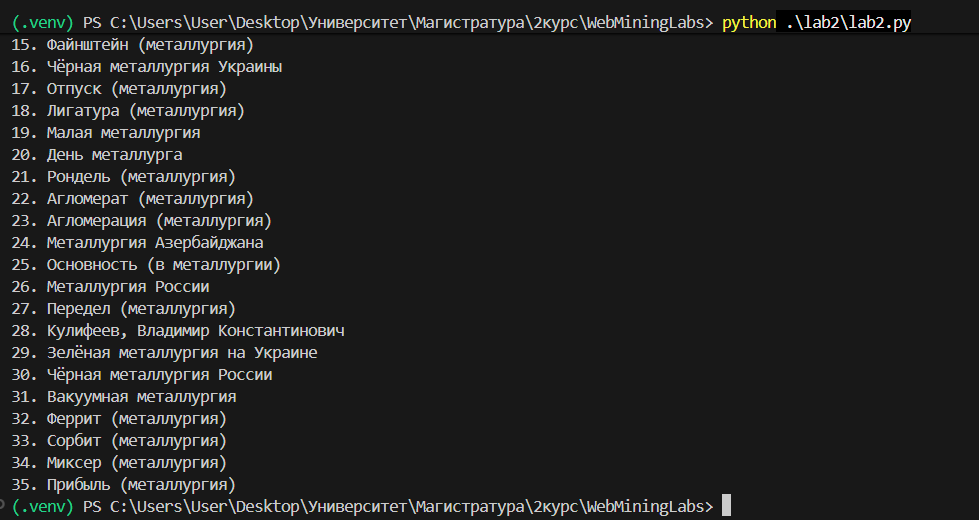 (.venv) PS C:\Users\User\Desktop\Университет\Магистратура\2курс\WebMiningLabs> python .\lab2\lab2.py
15. Файнштейн (металлургия)
16. Чёрная металлургия Украины
17. Отпуск (металлургия)
18. Лигатура (металлургия)
19. Малая металлургия
20. День металлурга
21. Рондель (металлургия)
22. Агломерат (металлургия)
23. Агломерация (металлургия)
24. Металлургия Азербайджана
25. Основность (в металлургии)
26. Металлургия России
27. Передел (металлургия)
28. Кулифеев, Владимир Константинович
29. Зелёная металлургия на Украине
30. Чёрная металлургия России
31. Вакуумная металлургия
32. Феррит (металлургия)
33. Сорбит (металлургия)
34. Миксер (металлургия)
35. Прибыль (металлургия)
(.venv) PS C:\Users\User\Desktop\Университет\Магистратура\2курс\WebMiningLabs>